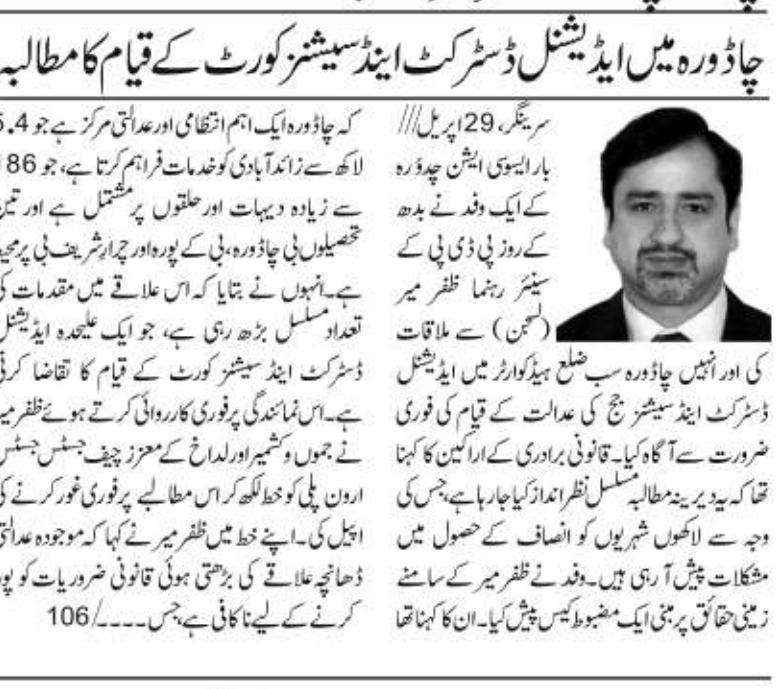 چاڈورہ میں ایڈیشنل ڈسٹرکٹ اینڈ سیشنز کورٹ کے قیام کا مطالبہ
سرینگر، 29 اپریل///
بار ایسوسی ایشن چدوُرہ
کے ایک وفد نے بدھ
کے روز پی ڈی پی کے
سینئر رہنما ظفر میر
سے ملاقات
کی اور انہیں چاڈورہ سب ضلع ہیڈکوارٹر میں ایڈیشنل
ڈسٹرکٹ اینڈ سیشنز جج کی عدالت کے قیام کی فوری
ضرورت سے آگاہ کیا۔ قانونی برادری کے اراکین کا کہنا
تھا کہ یہ دیرینہ مطالبہ مسلسل نظر انداز کیا جا رہا ہے، جس کی
وجہ سے لاکھوں شہریوں کو انصاف کے حصول میں
مشکلات پیش آ رہی ہیں۔ وفد نے ظفر میر کے سامنے
زمینی حقائق پر مبنی ایک مضبوط کیس پیش کیا۔ ان کا کہنا تھا
کہ چاڈورہ ایک اہم انتظامی اور عدالتی مرکز ہے جو 5.4
لاکھ سے زائد آبادی کو خدمات فراہم کرتا ہے، جو 186
سے زیادہ دیہات اور حلقوں پر مشتمل ہے اور تین
تحصیلوں بی چاڈورہ، بی کے پورہ اور چرارِ شریف بی پر محیط
ہے۔ انہوں نے بتایا کہ اس علاقے میں مقدمات کی
تعداد مسلسل بڑھ رہی ہے، جو ایک علیحدہ ایڈیشنل
ڈسٹرکٹ اینڈ سیشنز کورٹ کے قیام کا تقاضا کرتی
ہے۔ اس نمائندگی پر فوری کارروائی کرتے ہوئے ظفر میر
نے جموں و کشمیر اور لداخ کے معزز چیف جسٹس جسٹس
ارون پلی کو خط لکھ کر اس مطالبے پر فوری غور کرنے کی
اپیل کی۔ اپنے خط میں ظفر میر نے کہا کہ موجودہ عدالتی
ڈھانچہ علاقے کی بڑھتی ہوئی قانونی ضروریات کو پورا
کرنے کے لیے ناکافی ہے، جس ۔۔۔۔/106